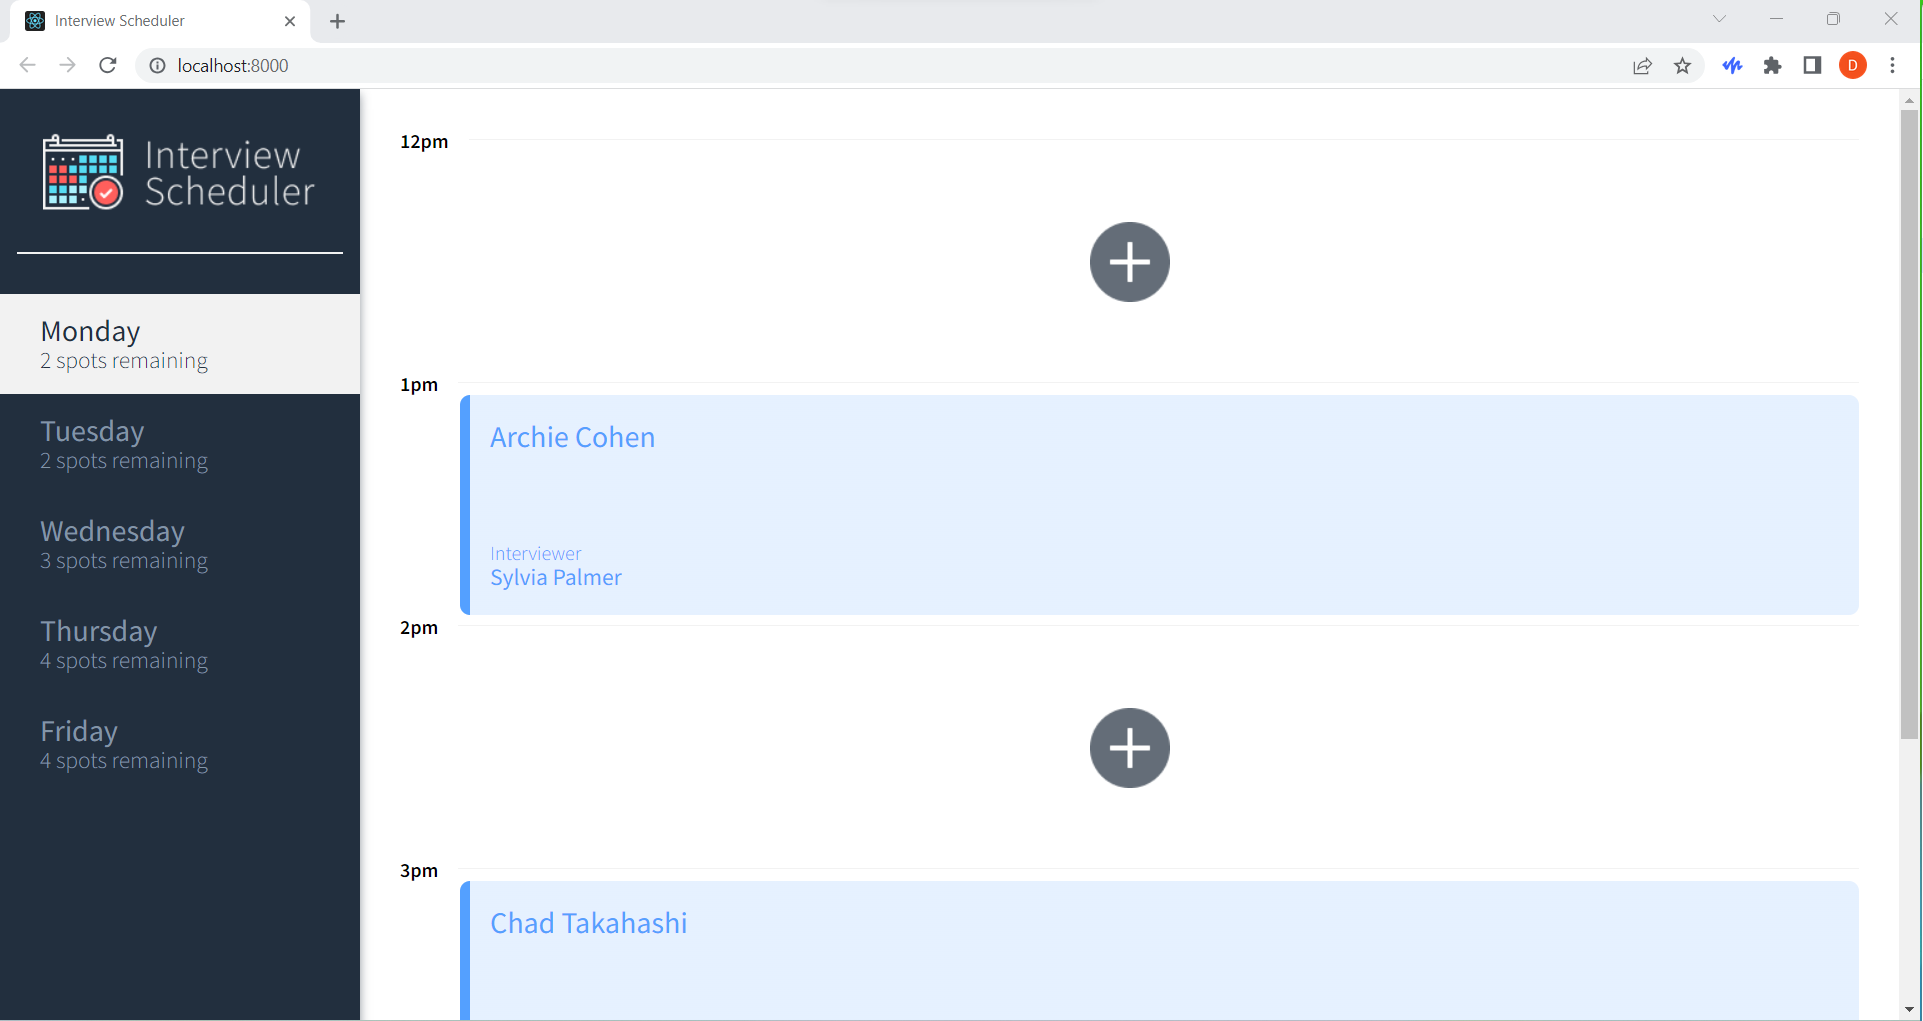 Interview Scheduler
localhost:8000
D
Interview
Scheduler
Monday
2 spots remaining
Tuesday
2 spots remaining
Wednesday
3 spots remaining
Thursday
4 spots remaining
Friday
4 spots remaining
12pm
1pm
Archie Cohen
Interviewer
Sylvia Palmer
2pm
3pm
Chad Takahashi